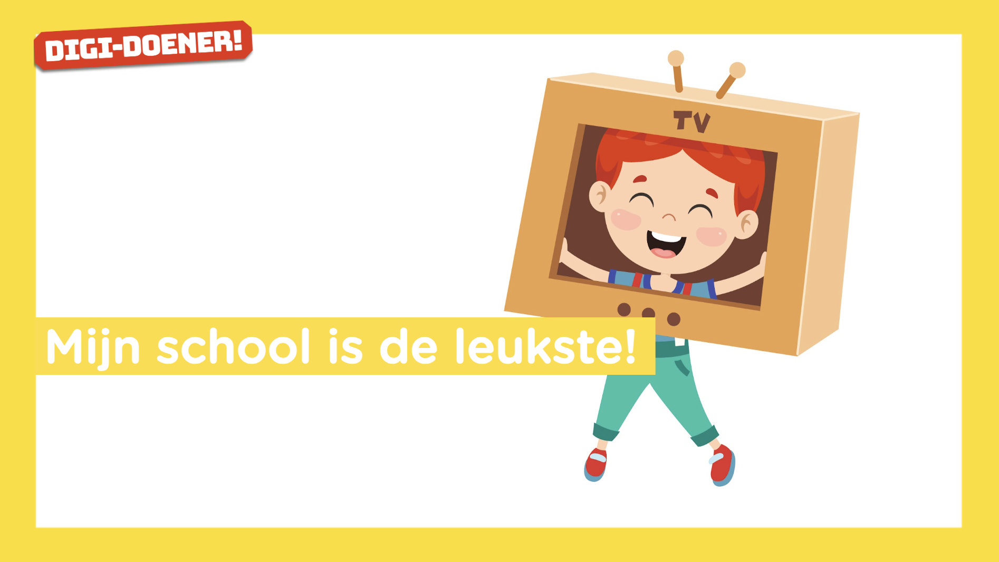 DIGI-DOENER!
TV
Mijn school is de leukste!